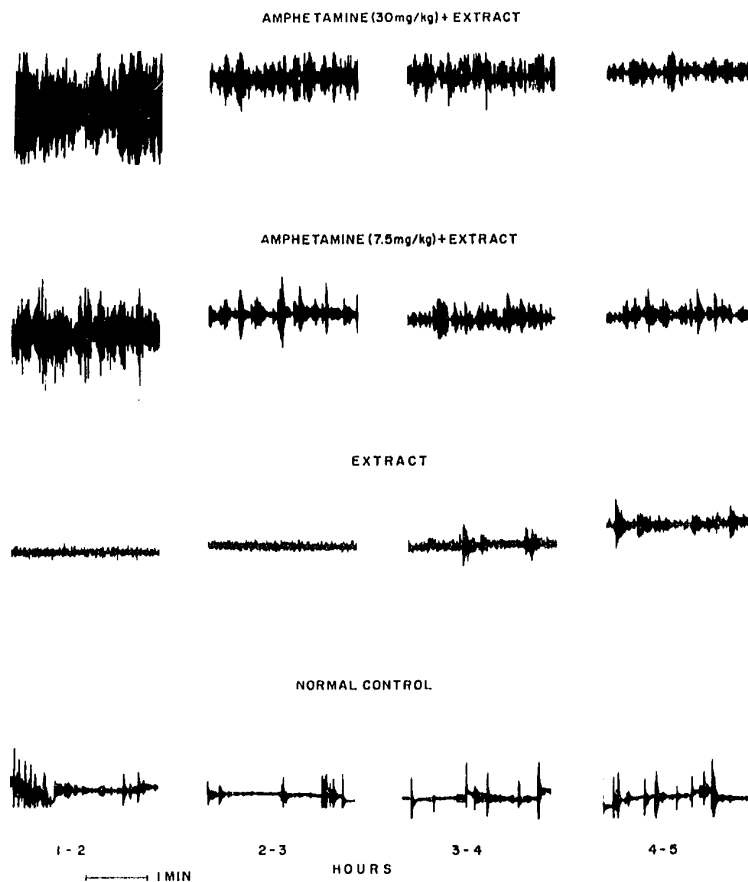 AMPHETAMINE (30mg/kg) + EXTRACT
AMPHETAMINE (7.5mg/kg) + EXTRACT
EXTRACT
NORMAL CONTROL
1-2 2-3 3-4 4-5
HOURS
1 MIN